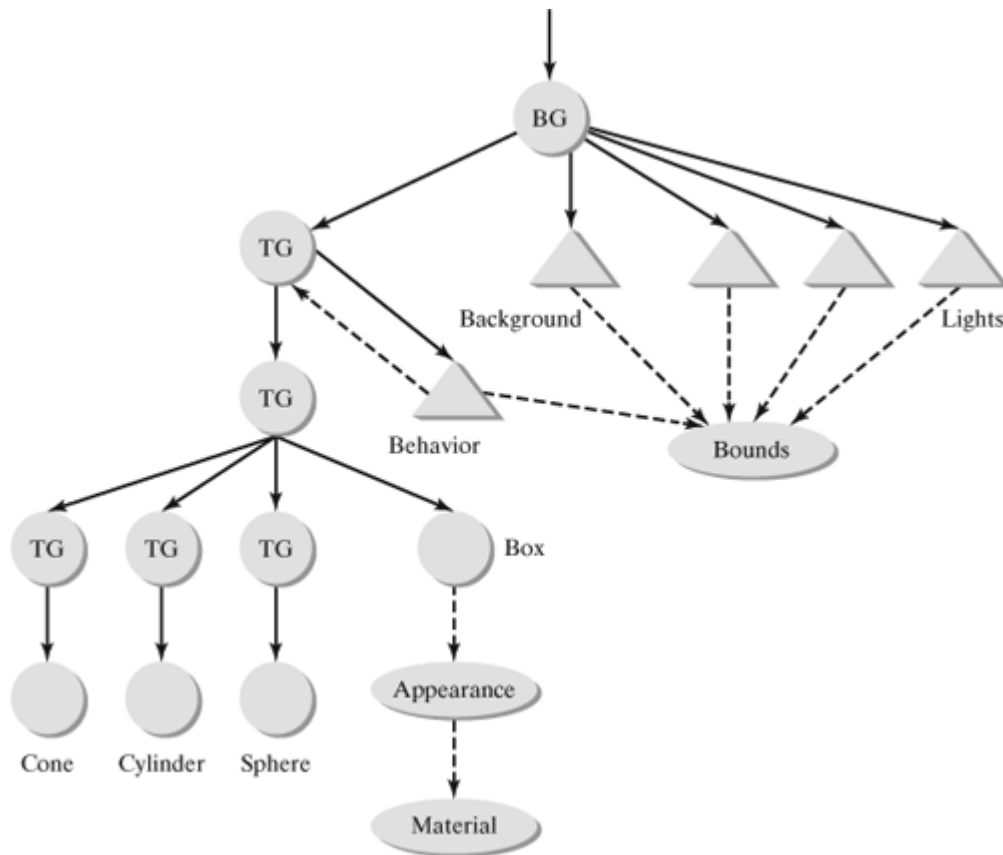 BG
TG
Background
Lights
TG
Behavior
Bounds
TG
TG
TG
Box
Appearance
Cone
Cylinder
Sphere
Material